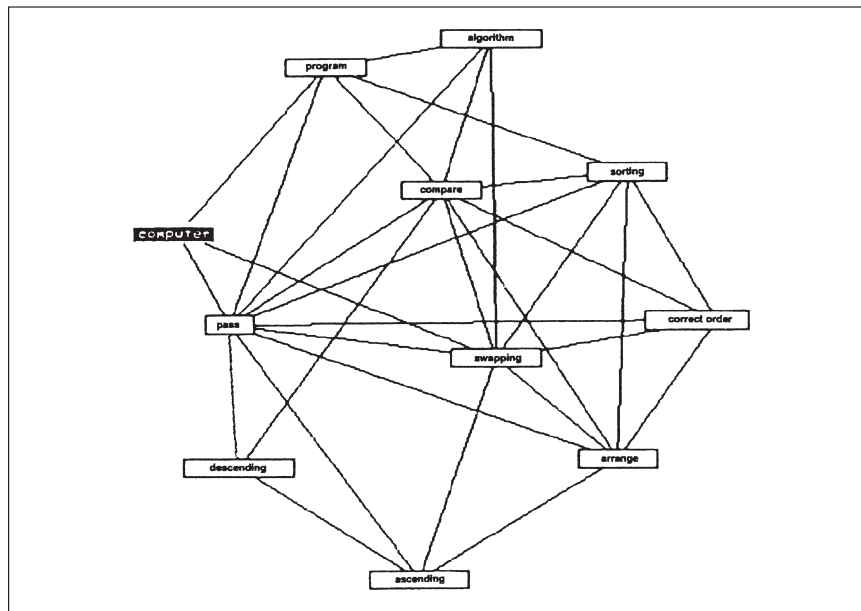 algorithm
program
sorting
compare
computer
pass
correct order
swapping
descending
arrange
ascending